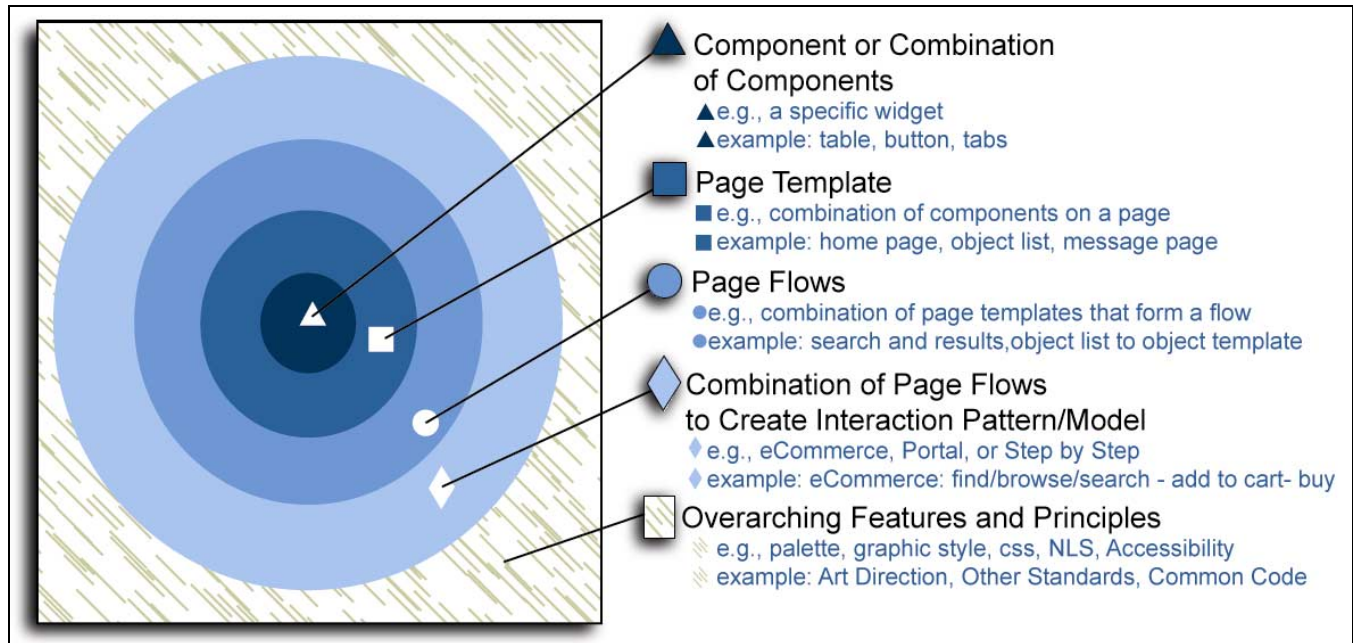 Component or Combination
of Components
e.g., a specific widget
example: table, button, tabs
Page Template
e.g., combination of components on a page
example: home page, object list, message page
Page Flows
e.g., combination of page templates that form a flow
example: search and results,object list to object template
Combination of Page Flows
to Create Interaction Pattern/Model
e.g., eCommerce, Portal, or Step by Step
example: eCommerce: find/browse/search - add to cart- buy
Overarching Features and Principles
e.g., palette, graphic style, css, NLS, Accessibility
example: Art Direction, Other Standards, Common Code